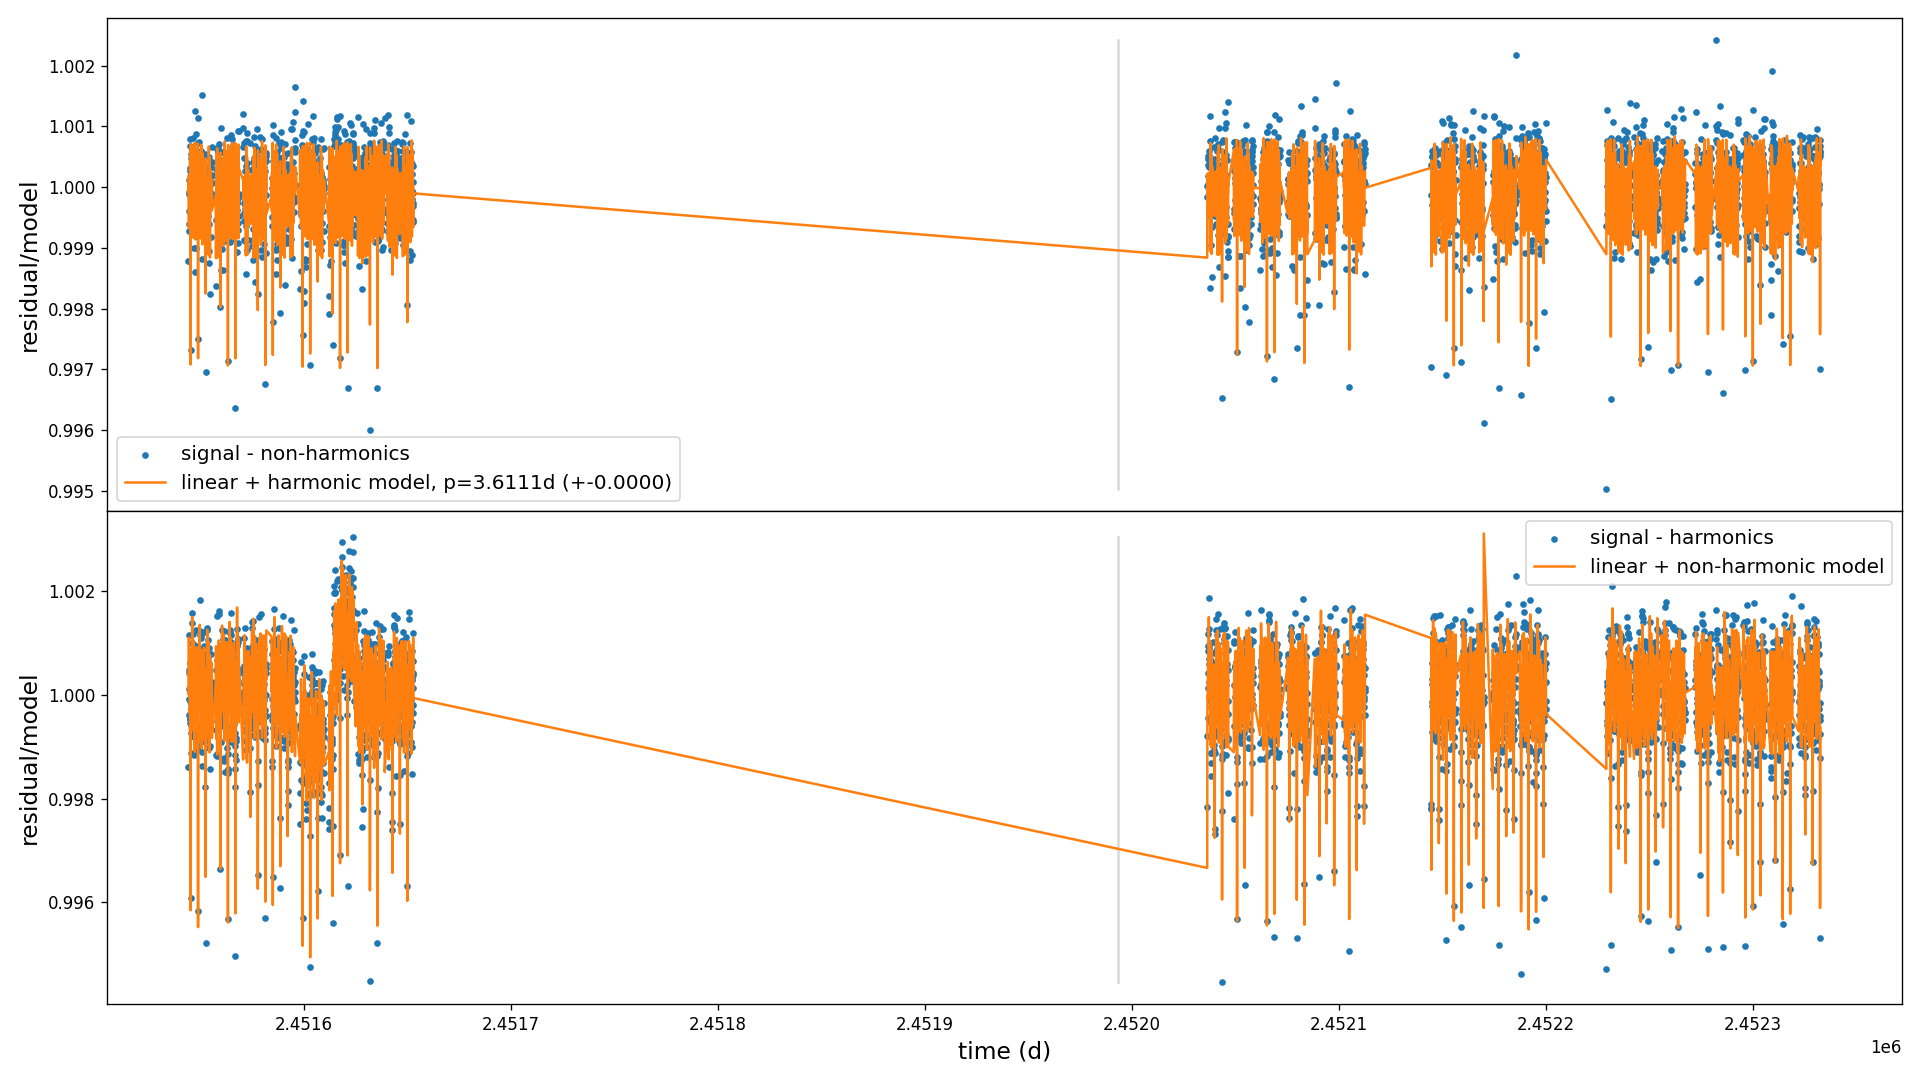 1.002
1.001
1.000
0.999
0.998
0.997
0.996
0.995
residual/model
signal - non-harmonics
linear + harmonic model, p=3.6111d (+-0.0000)
signal - harmonics
linear + non-harmonic model
1.002
1.000
0.998
0.996
residual/model
2.4516 2.4517 2.4518 2.4519 2.4520 2.4521 2.4522 2.4523
1e6
time (d)